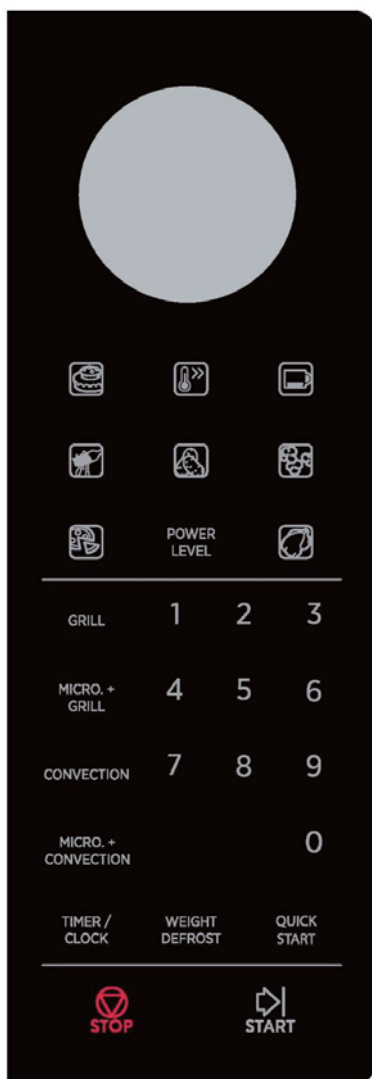 POWER
LEVEL
GRILL
1 2 3
MICRO. +
GRILL
4 5 6
CONVECTION
7 8 9
MICRO. +
CONVECTION
0
TIMER /
CLOCK
WEIGHT
DEFROST
QUICK
START
STOP
START